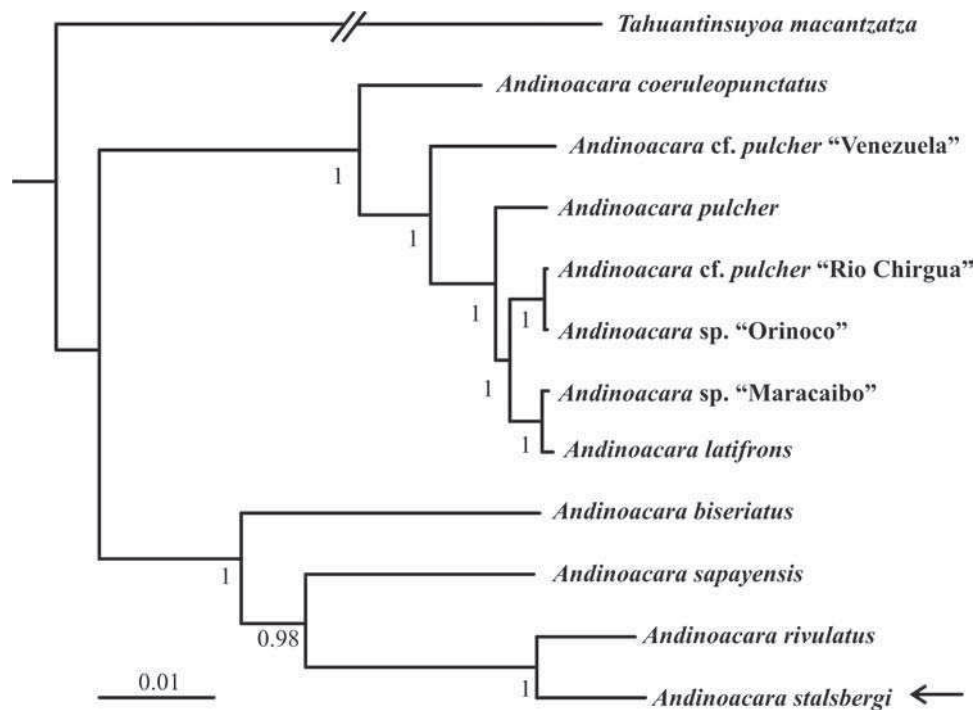 Tahuantinsuyoa macantzatza
Andinoacara coeruleopunctatus
Andinoacara cf. pulcher “Venezuela”
1
Andinoacara pulcher
1
Andinoacara cf. pulcher “Rio Chirgua”
1
1
Andinoacara sp. “Orinoco”
Andinoacara sp. “Maracaibo”
1
1
Andinoacara latifrons
Andinoacara biseriatus
1
Andinoacara sapayensis
0.98
Andinoacara rivulatus
0.01
1
Andinoacara stalsbergi